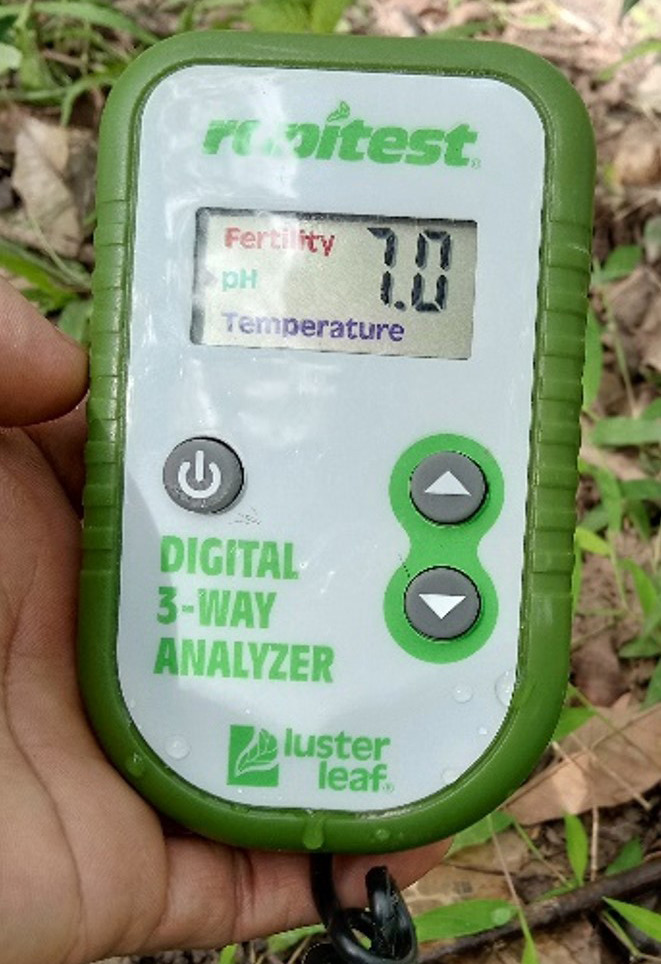 rapitest®
Fertility
pH
7.0
Temperature
DIGITAL
3-WAY
ANALYZER
luster
leaf®